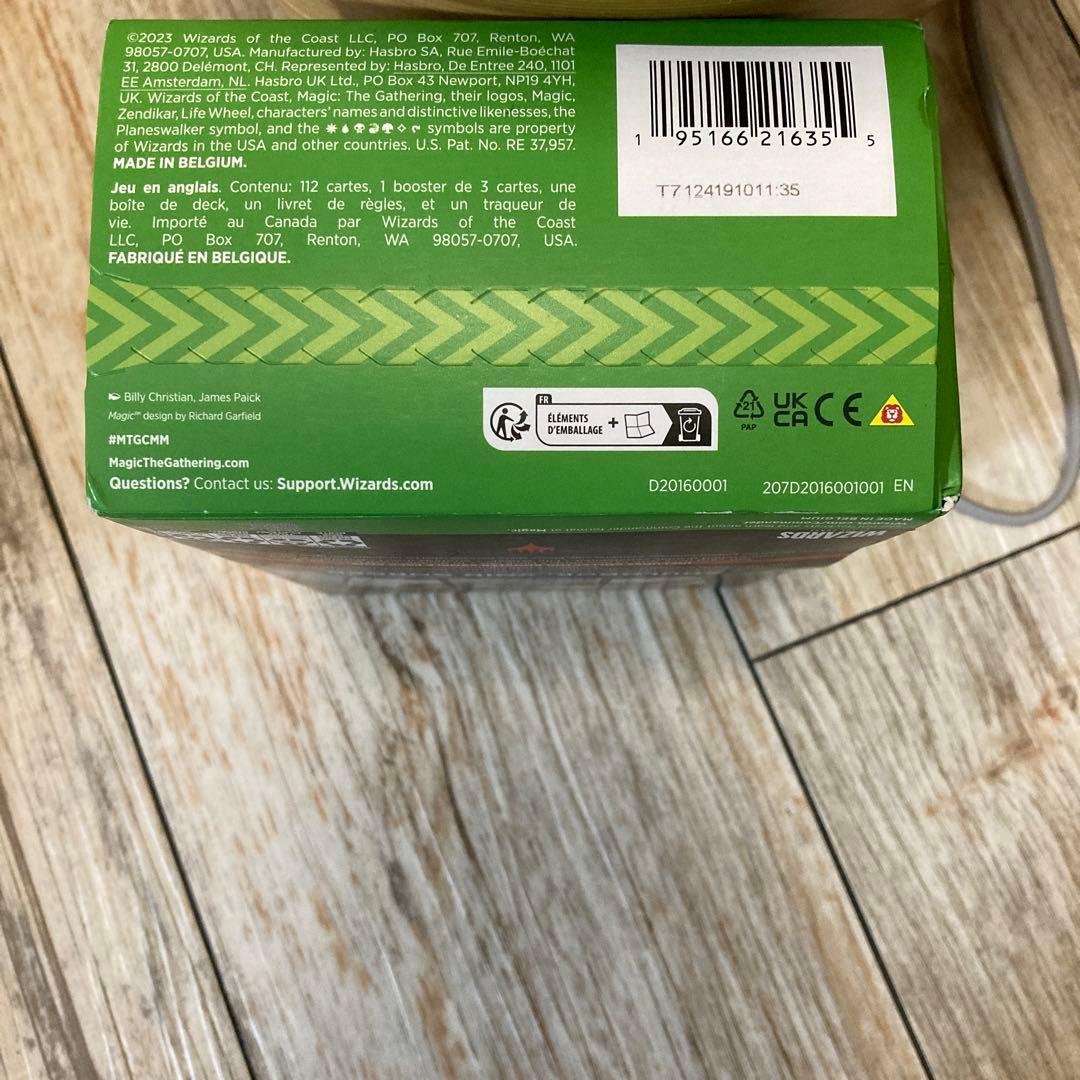 ©2023 Wizards of the Coast LLC, PO Box 707, Renton, WA
98057-0707, USA. Manufactured by: Hasbro SA, Rue Emile-Boéchat
31, 2800 Delémont, CH. Represented by: Hasbro, De Entree 240, 1101
EE Amsterdam, NL. Hasbro UK Ltd., PO Box 43 Newport, NP19 4YH,
UK. Wizards of the Coast, Magic: The Gathering, their logos, Magic,
Zendikar, Life Wheel, characters' names and distinctive likenesses, the
Planeswalker symbol, and the symbols are property
of Wizards in the USA and other countries. U.S. Pat. No. RE 37,957.
MADE IN BELGIUM.
Jeu en anglais. Contenu: 112 cartes, 1 booster de 3 cartes, une
boîte de deck, un livret de règles, et un traqueur de
vie. Importé au Canada par Wizards of the Coast
LLC, PO Box 707, Renton, WA 98057-0707, USA.
FABRIQUÉ EN BELGIQUE.
1 95166 21635 5
T7124191011:35
Billy Christian, James Paick
Magic™ design by Richard Garfield
#MTGCMM
MagicTheGathering.com
Questions? Contact us: Support.Wizards.com
FR
ÉLÉMENTS
D'EMBALLAGE +
21
PAP
UK
CA
CE
D20160001 207D2016001001 EN
MADE IN BELGIUM
WIZARDS